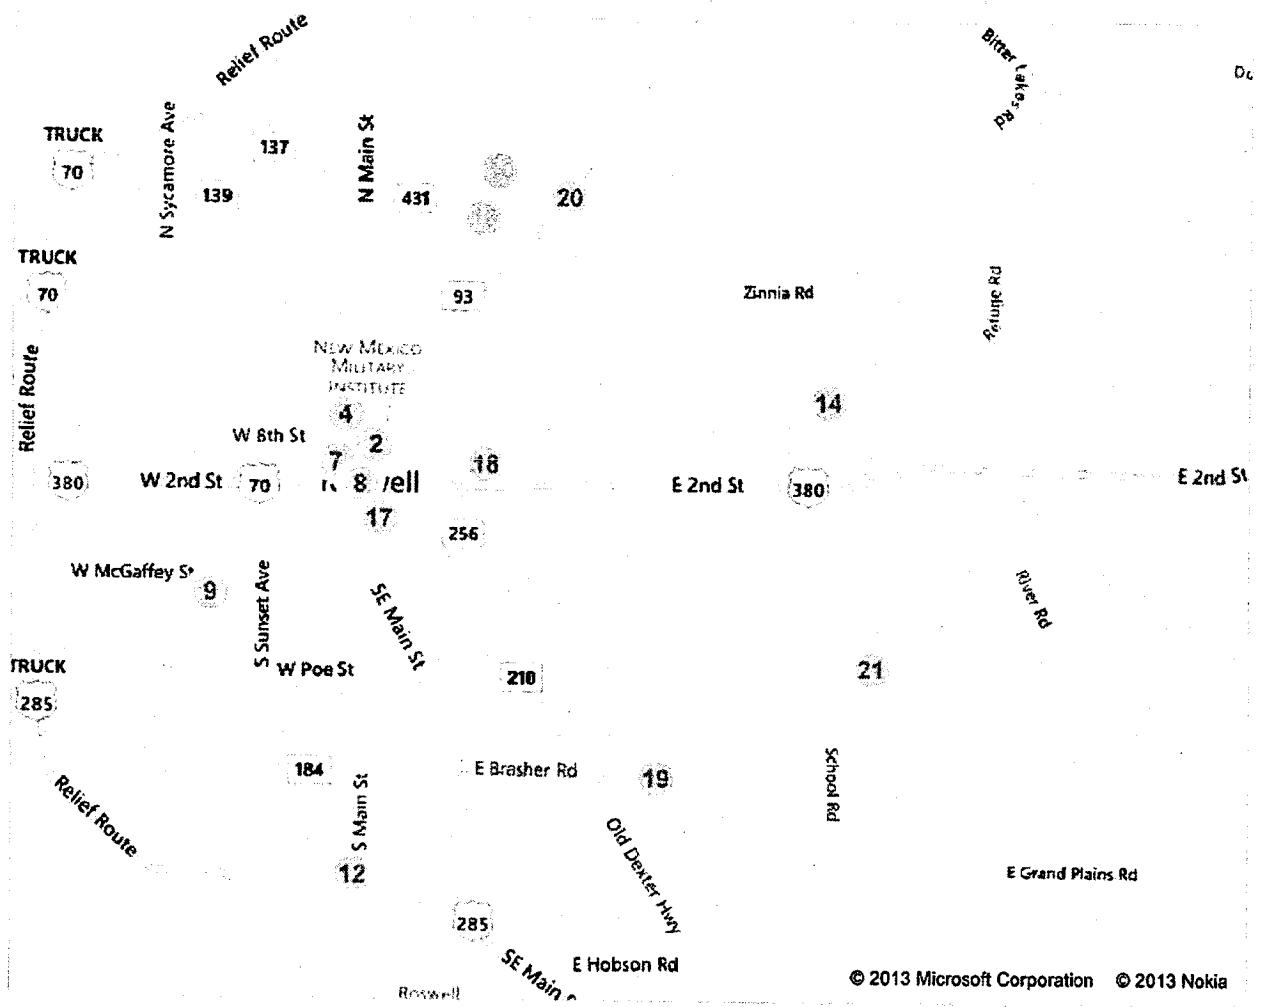 Relief Route
Bitter Lakes Rd
TRUCK
70
N Sycamore Ave
137
N Main St
139
431
20
TRUCK
70
93
Zinnia Rd
Relief Route
NEW MEXICO
MILITARY
INSTITUTE
4
14
W 8th St
2
7
18
380
W 2nd St
70
8
vell
E 2nd St
380
E 2nd St
17
256
W McGaffey St
9
S Sunset Ave
SE Main St
River Rd
TRUCK
285
W Poe St
210
21
184
S Main St
E Brasher Rd
19
School Rd
Relief Route
12
Old Dexter Hwy
E Grand Plains Rd
285
SE Main
E Hobson Rd
© 2013 Microsoft Corporation © 2013 Nokia
Roswell